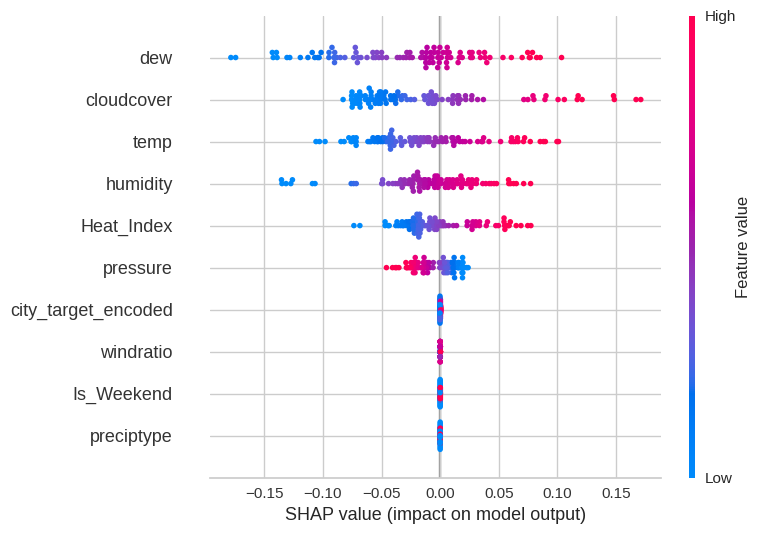 High
dew
cloudcover
temp
humidity
Heat_Index
pressure
city_target_encoded
windratio
Is_Weekend
preciptype
Feature value
Low
−0.15 −0.10 −0.05 0.00 0.05 0.10 0.15
SHAP value (impact on model output)